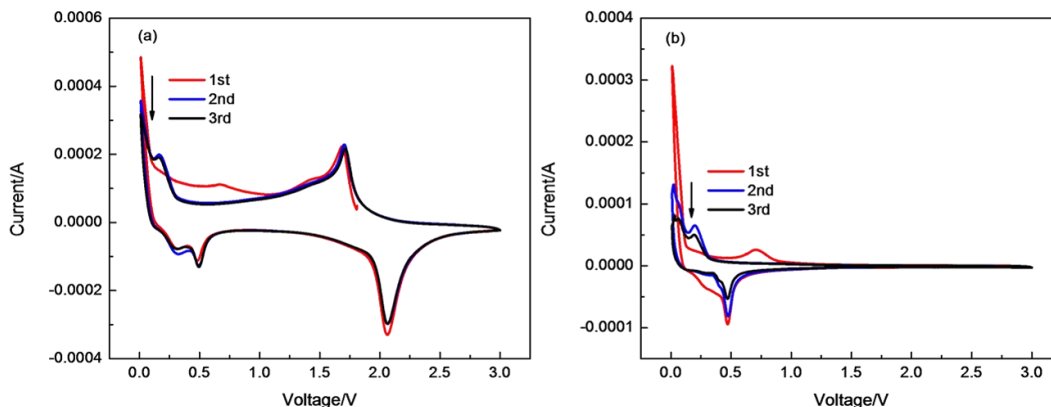 (a)
0.0006
0.0004
0.0002
0.0000
-0.0002
-0.0004
Current/A
1st
2nd
3rd
0.0 0.5 1.0 1.5 2.0 2.5 3.0
Voltage/V
(b)
0.0004
0.0003
0.0002
0.0001
0.0000
-0.0001
Current/A
1st
2nd
3rd
0.0 0.5 1.0 1.5 2.0 2.5 3.0
Voltage/V